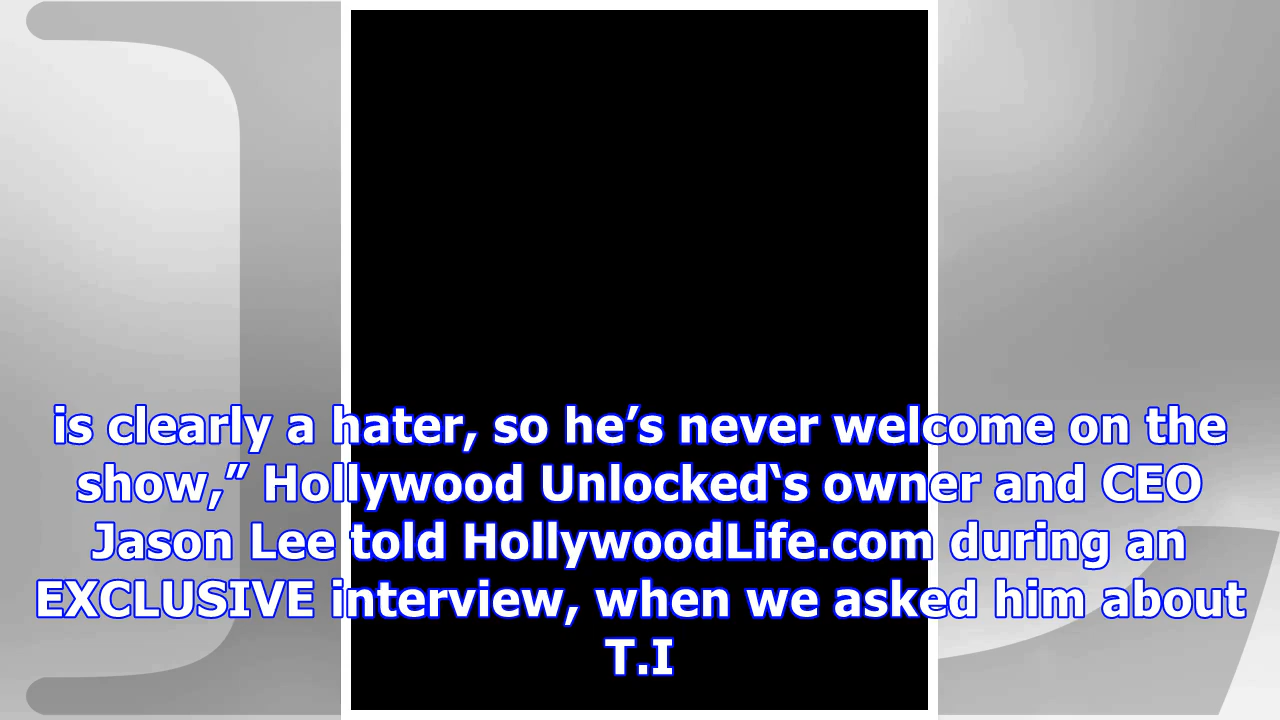 is clearly a hater, so he’s never welcome on the
show,” Hollywood Unlocked‘s owner and CEO
Jason Lee told HollywoodLife.com during an
EXCLUSIVE interview, when we asked him about
T.I